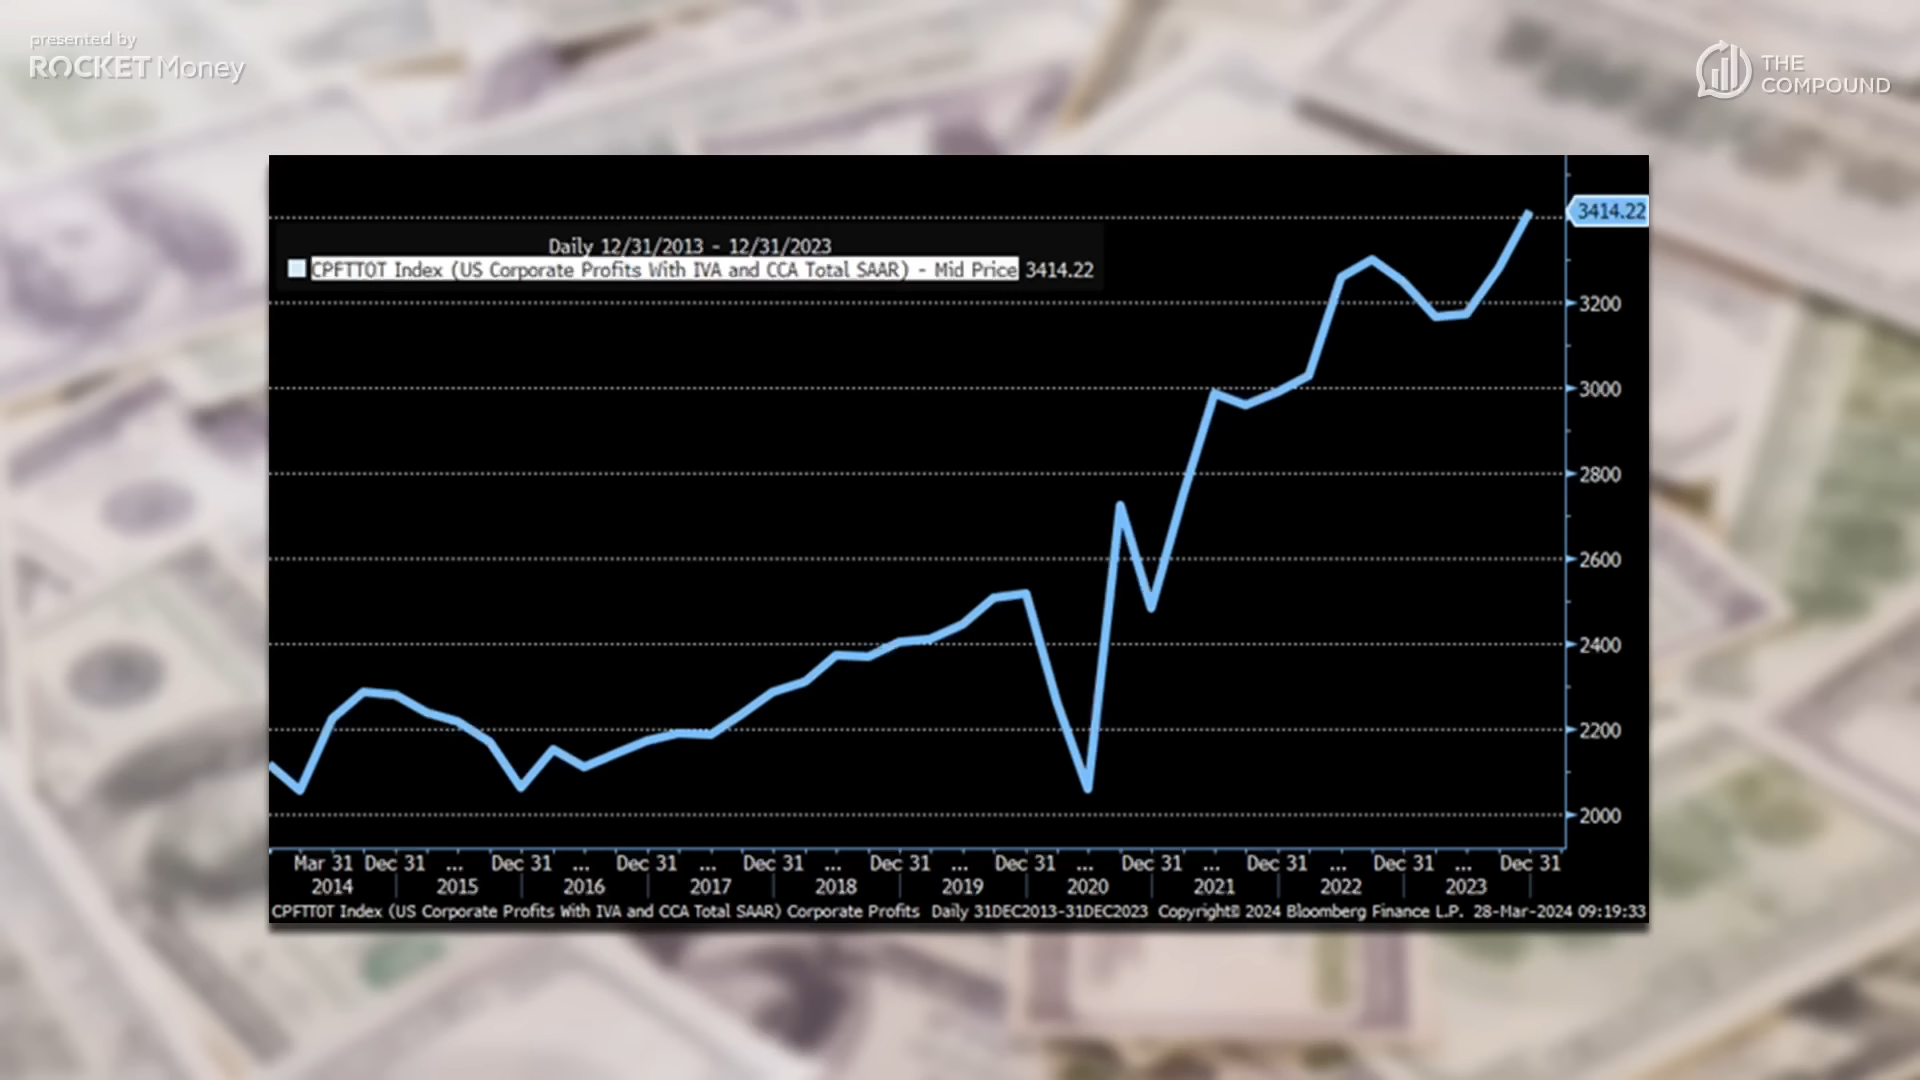 presented by
ROCKET Money
THE
COMPOUND
3414.22
Daily 12/31/2013 - 12/31/2023
CPFTTOT Index (US Corporate Profits With IVA and CCA Total SAAR) - Mid Price 3414.22
3200
3000
2800
2600
2400
2200
2000
Mar 31 Dec 31 ... Dec 31 ... Dec 31 ... Dec 31 ... Dec 31 ... Dec 31 ... Dec 31 ... Dec 31 ... Dec 31 ... Dec 31
2014 2015 2016 2017 2018 2019 2020 2021 2022 2023
CPFTTOT Index (US Corporate Profits With IVA and CCA Total SAAR) Corporate Profits Daily 31DEC2013-31DEC2023 Copyright© 2024 Bloomberg Finance L.P. 28-Mar-2024 09:19:33